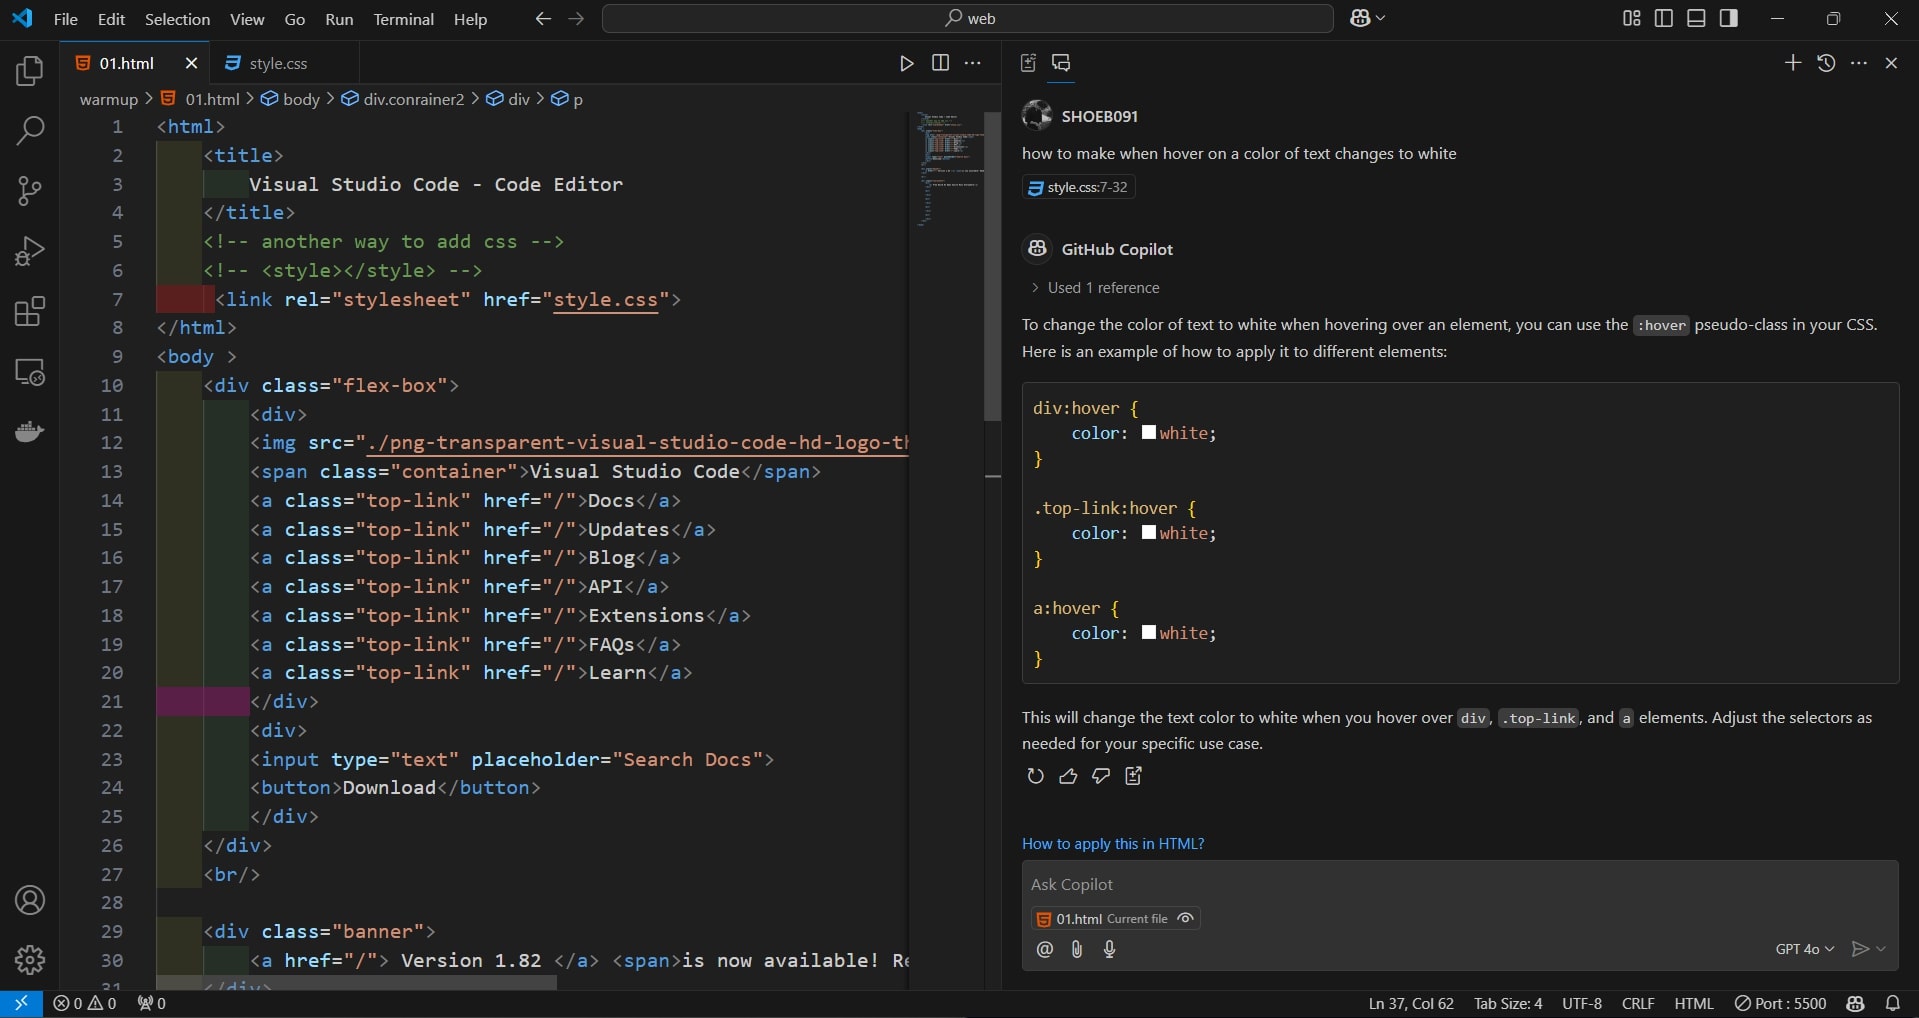 File Edit Selection View Go Run Terminal Help
web
01.html
style.css
warmup > 01.html > body > div.conrainer2 > div > p
1 <html>
2 <title>
3 Visual Studio Code - Code Editor
4 </title>
5 <!-- another way to add css -->
6 <!-- <style></style> -->
7 <link rel="stylesheet" href="style.css">
8 </html>
9 <body >
10 <div class="flex-box">
11 <div>
12 <img src="./png-transparent-visual-studio-code-hd-logo-th
13 <span class="container">Visual Studio Code</span>
14 <a class="top-link" href="/">Docs</a>
15 <a class="top-link" href="/">Updates</a>
16 <a class="top-link" href="/">Blog</a>
17 <a class="top-link" href="/">API</a>
18 <a class="top-link" href="/">Extensions</a>
19 <a class="top-link" href="/">FAQs</a>
20 <a class="top-link" href="/">Learn</a>
21 </div>
22 <div>
23 <input type="text" placeholder="Search Docs">
24 <button>Download</button>
25 </div>
26 </div>
27 <br/>
28
29 <div class="banner">
30 <a href="/"> Version 1.82 </a> <span>is now available! Re
31 </div>
SHOEB091
how to make when hover on a color of text changes to white
style.css:7-32
GitHub Copilot
> Used 1 reference
To change the color of text to white when hovering over an element, you can use the :hover pseudo-class in your CSS.
Here is an example of how to apply it to different elements:
div:hover {
color: white;
}
.top-link:hover {
color: white;
}
a:hover {
color: white;
}
This will change the text color to white when you hover over div, .top-link, and a elements. Adjust the selectors as
needed for your specific use case.
How to apply this in HTML?
Ask Copilot
01.html Current file
GPT 4o
0 0 0
Ln 37, Col 62 Tab Size: 4 UTF-8 CRLF HTML Port : 5500